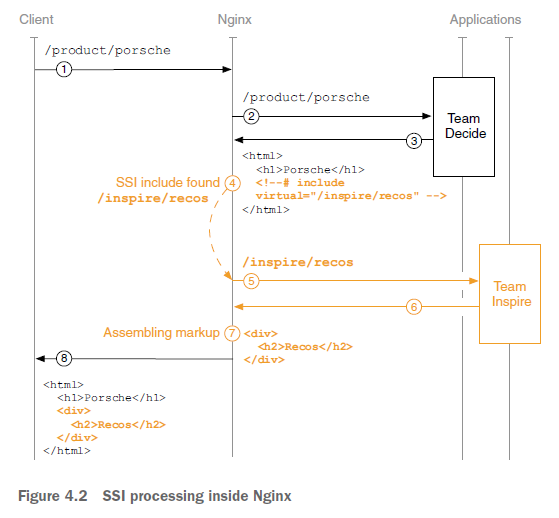 Client
Nginx
Applications
/product/porsche
1
/product/porsche
2
Team
Decide
3
<html>
<h1>Porsche</h1>
<!--# include
virtual="/inspire/recos" -->
</html>
SSI include found
4
/inspire/recos
/inspire/recos
5
Team
Inspire
6
Assembling markup
7
<div>
<h2>Recos</h2>
</div>
8
<html>
<h1>Porsche</h1>
<div>
<h2>Recos</h2>
</div>
</html>
Figure 4.2 SSI processing inside Nginx